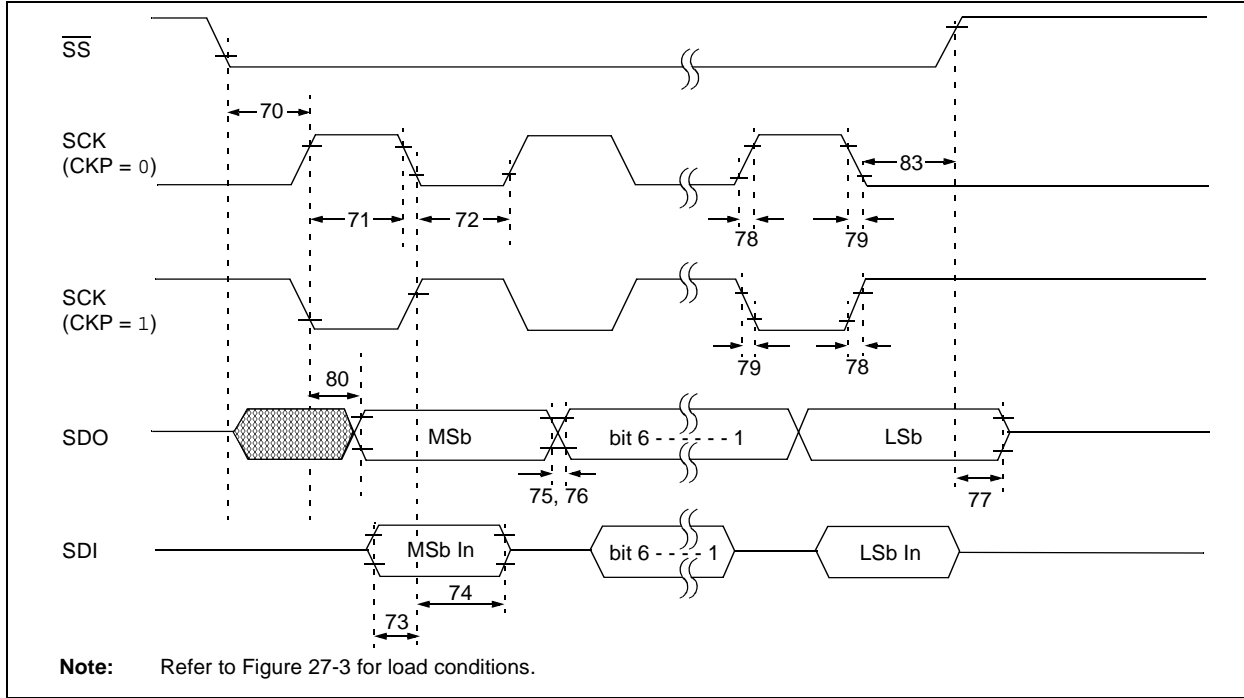 SS
70
SCK
(CKP = 0)
83
71
72
78
79
SCK
(CKP = 1)
79
78
80
SDO
MSb
bit 6 - - - - - - 1
LSb
75, 76
77
SDI
MSb In
bit 6 - - - - 1
LSb In
74
73
Note: Refer to Figure 27-3 for load conditions.